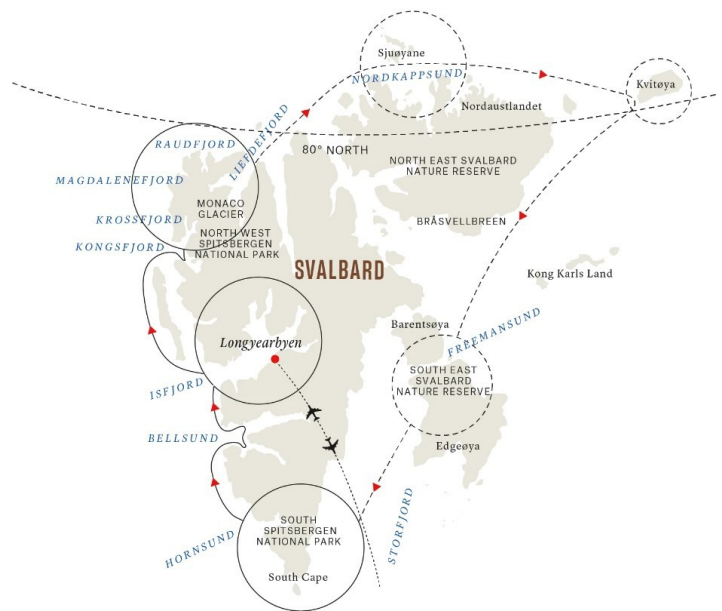 Sjuøyane
NORDKAPPSUND
Kvitøya
Nordaustlandet
LIEFDEFJORD
RAUDFJORD
80° NORTH
NORTH EAST SVALBARD
NATURE RESERVE
MAGDALENEFJORD
MONACO
GLACIER
KROSSFJORD
BRÅSVELLBREEN
NORTH WEST
SPITSBERGEN
NATIONAL PARK
KONGSFJORD
SVALBARD
Kong Karls Land
Barentsøya
FREEMANSUND
Longyearbyen
SOUTH EAST
SVALBARD
NATURE RESERVE
ISFJORD
BELLSUND
Edgeøya
STORFJORD
SOUTH
SPITSBERGEN
NATIONAL PARK
HORNSUND
South Cape